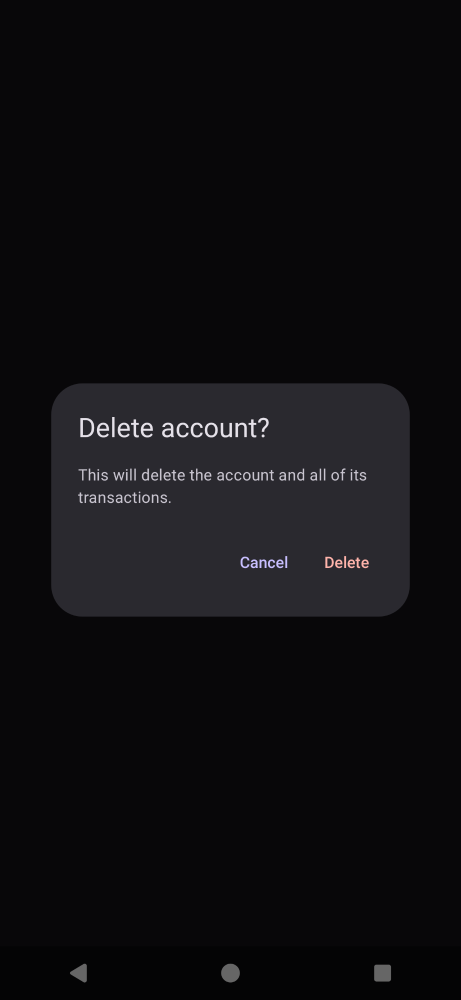 Delete account?
This will delete the account and all of its
transactions.
Cancel Delete